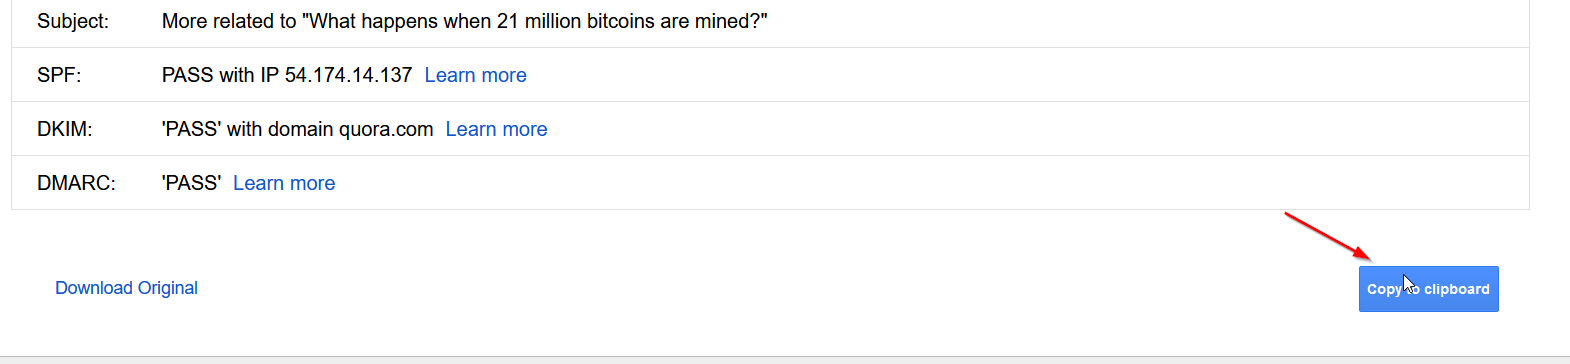 Subject: More related to "What happens when 21 million bitcoins are mined?"
SPF: PASS with IP 54.174.14.137 Learn more
DKIM: 'PASS' with domain quora.com Learn more
DMARC: 'PASS' Learn more
Download Original
Copy to clipboard